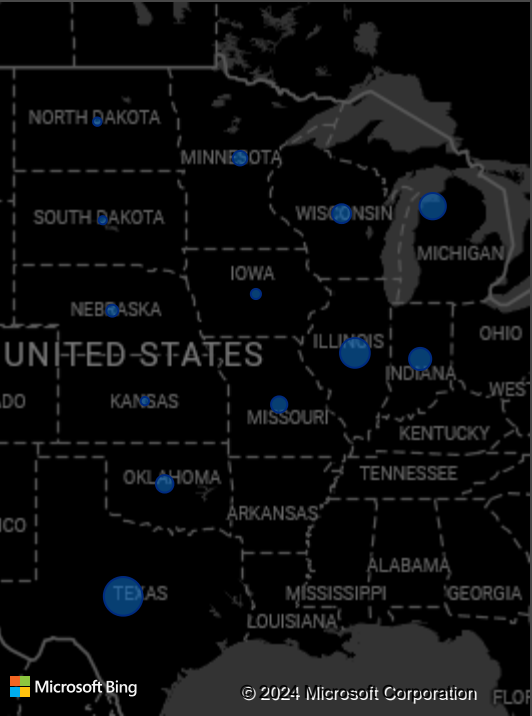 NORTH DAKOTA
MINNESOTA
SOUTH DAKOTA
WISCONSIN
MICHIGAN
IOWA
NEBRASKA
OHIO
ILLINOIS
UNITED STATES
INDIANA
WES
ADO
KANSAS
MISSOURI
KENTUCKY
TENNESSEE
OKLAHOMA
ARKANSAS
ICO
ALABAMA
TEXAS
MISSISSIPPI
GEORGIA
LOUISIANA
Microsoft Bing
© 2024 Microsoft Corporation
FLOR